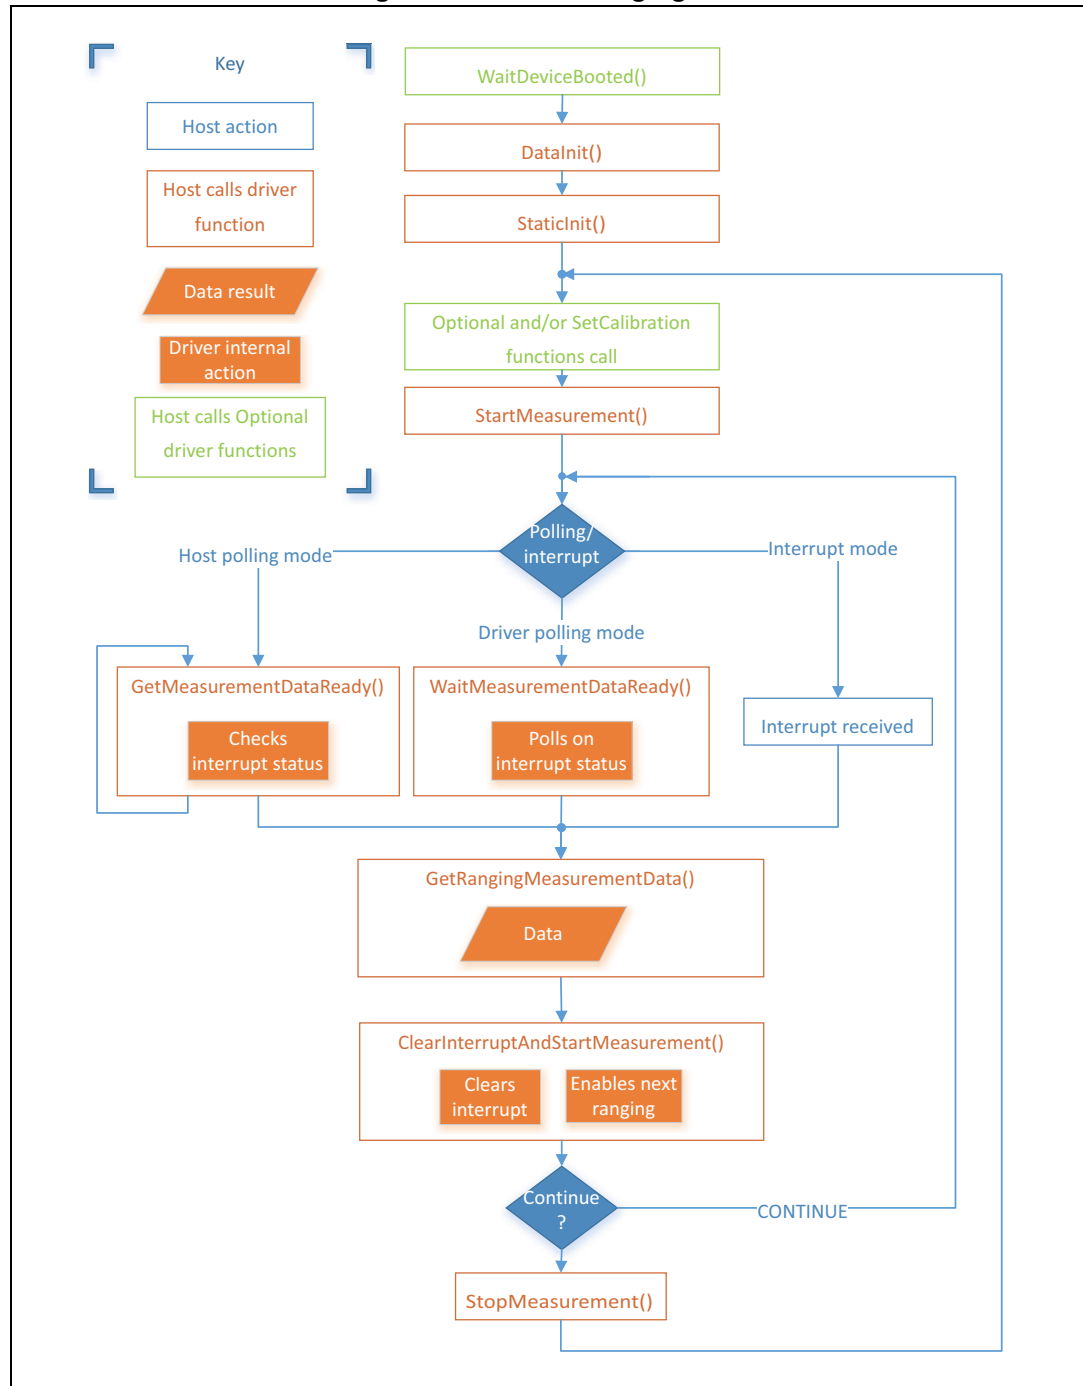 Key
Host action
Host calls driver
function
Data result
Driver internal
action
Host calls Optional
driver functions
WaitDeviceBooted()
DataInit()
StaticInit()
Optional and/or SetCalibration
functions call
StartMeasurement()
Polling/
interrupt
Host polling mode
Interrupt mode
Driver polling mode
GetMeasurementDataReady()
Checks
interrupt status
WaitMeasurementDataReady()
Polls on
interrupt status
Interrupt received
GetRangingMeasurementData()
Data
ClearInterruptAndStartMeasurement()
Clears
interrupt
Enables next
ranging
Continue
?
CONTINUE
StopMeasurement()